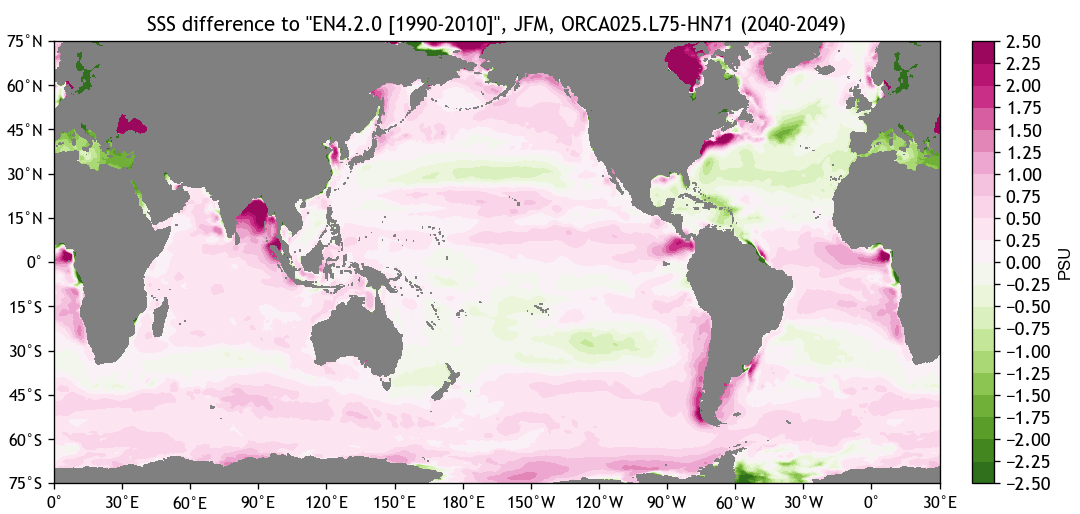 SSS difference to "EN4.2.0 [1990-2010]", JFM, ORCA025.L75-HN71 (2040-2049)
75°N
60°N
45°N
30°N
15°N
0°
15°S
30°S
45°S
60°S
75°S
0° 30°E 60°E 90°E 120°E 150°E 180°E 150°W 120°W 90°W 60°W 30°W 0° 30°E
2.50
2.25
2.00
1.75
1.50
1.25
1.00
0.75
0.50
0.25
0.00
−0.25
−0.50
−0.75
−1.00
−1.25
−1.50
−1.75
−2.00
−2.25
−2.50
PSU